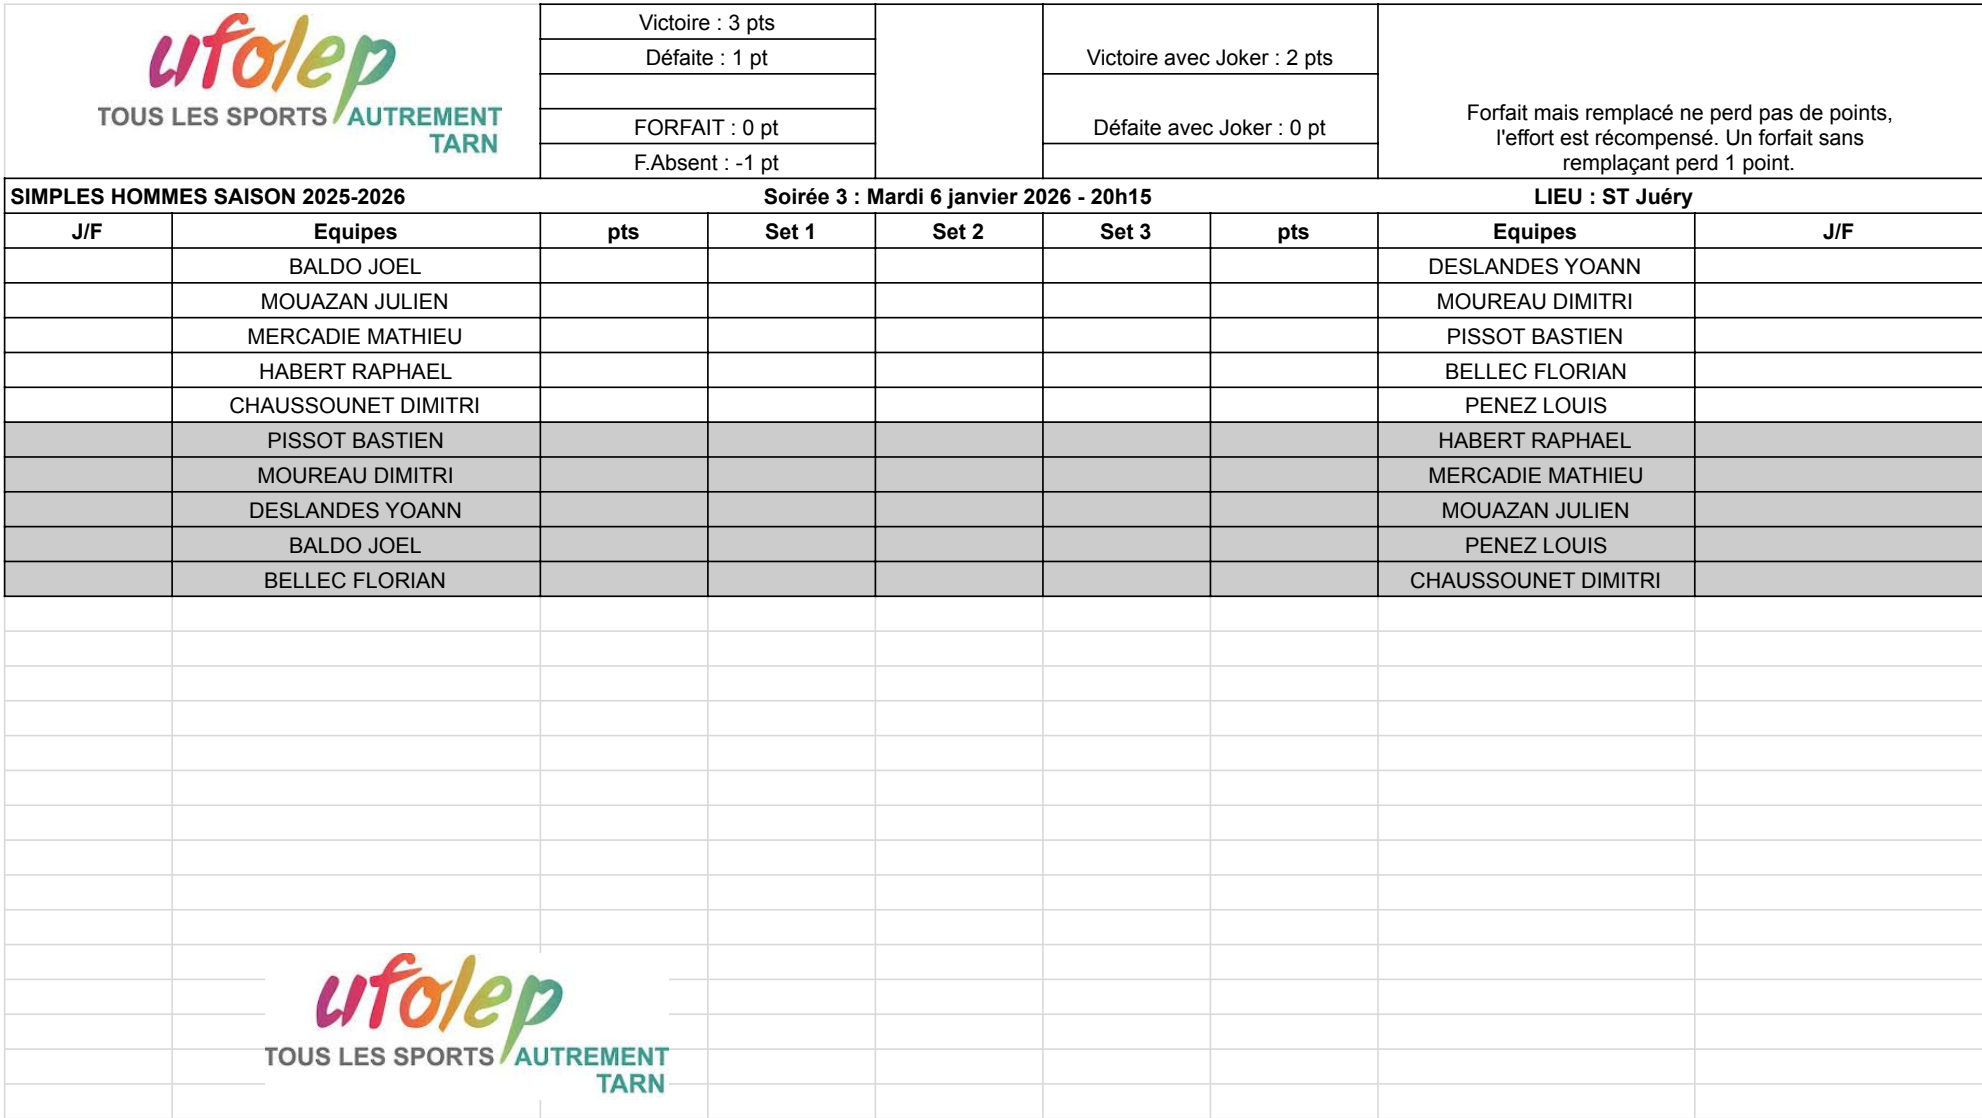 ufolep
TOUS LES SPORTS AUTREMENT
TARN
Victoire : 3 pts
Défaite : 1 pt
FORFAIT : 0 pt
F.Absent : -1 pt
Victoire avec Joker : 2 pts
Défaite avec Joker : 0 pt
Forfait mais remplacé ne perd pas de points,
l'effort est récompensé. Un forfait sans
remplaçant perd 1 point.
SIMPLES HOMMES SAISON 2025-2026 Soirée 3 : Mardi 6 janvier 2026 - 20h15 LIEU : ST Juéry
J/F Equipes pts Set 1 Set 2 Set 3 pts Equipes J/F
BALDO JOEL DESLANDES YOANN
MOUAZAN JULIEN MOUREAU DIMITRI
MERCADIE MATHIEU PISSOT BASTIEN
HABERT RAPHAEL BELLEC FLORIAN
CHAUSSOUNET DIMITRI PENEZ LOUIS
PISSOT BASTIEN HABERT RAPHAEL
MOUREAU DIMITRI MERCADIE MATHIEU
DESLANDES YOANN MOUAZAN JULIEN
BALDO JOEL PENEZ LOUIS
BELLEC FLORIAN CHAUSSOUNET DIMITRI
ufolep
TOUS LES SPORTS AUTREMENT
TARN